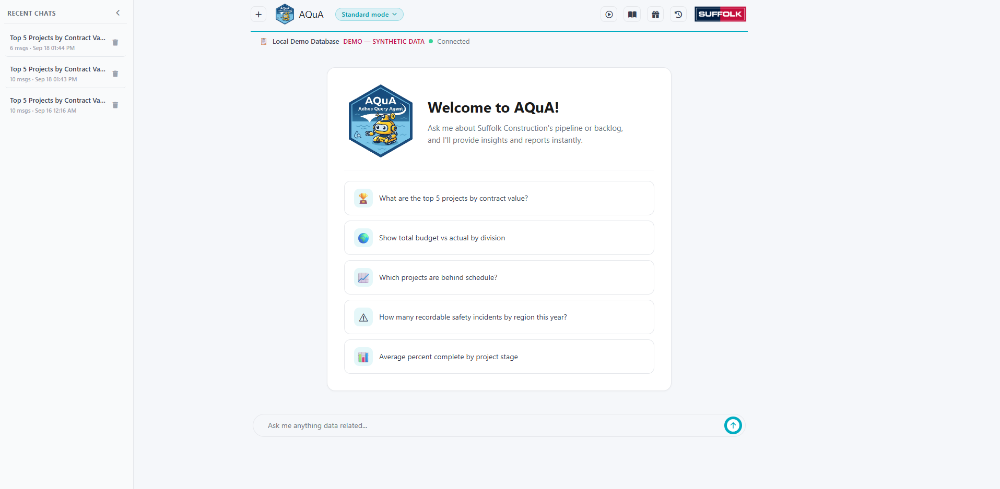 RECENT CHATS
Top 5 Projects by Contract Va...
6 msgs · Sep 18 01:44 PM
Top 5 Projects by Contract Va...
10 msgs · Sep 18 01:43 PM
Top 5 Projects by Contract Va...
10 msgs · Sep 16 12:16 AM
AQuA
Standard mode
SUFFOLK
Local Demo Database DEMO — SYNTHETIC DATA Connected
AQuA
Adhoc Query Agent
Welcome to AQuA!
Ask me about Suffolk Construction's pipeline or backlog,
and I'll provide insights and reports instantly.
What are the top 5 projects by contract value?
Show total budget vs actual by division
Which projects are behind schedule?
How many recordable safety incidents by region this year?
Average percent complete by project stage
Ask me anything data related...